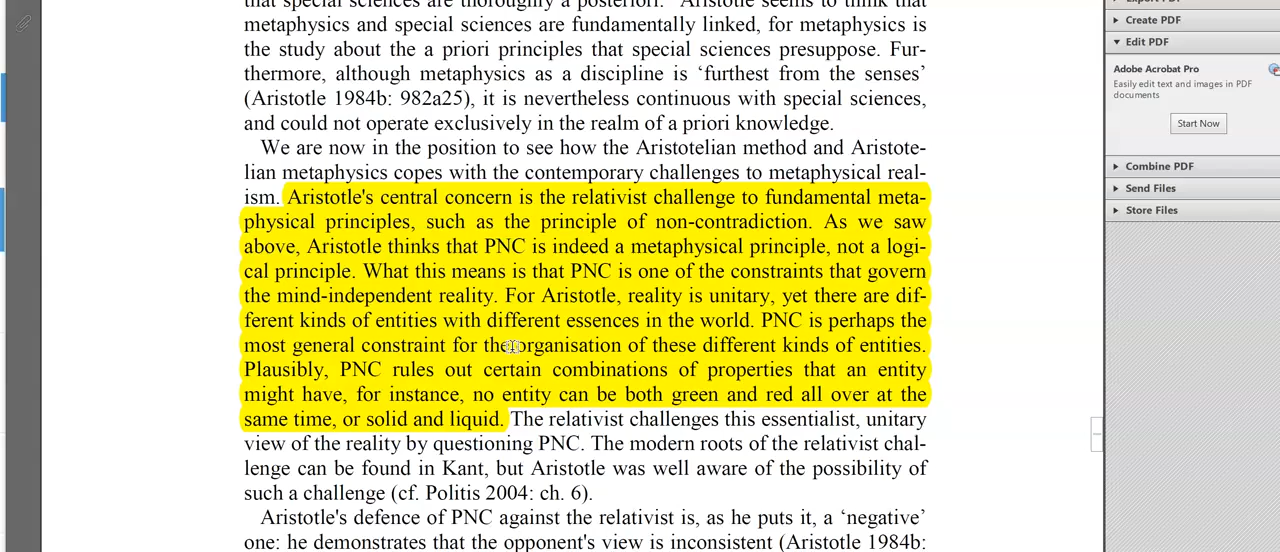 that special sciences are thoroughly a posteriori. Aristotle seems to think that
metaphysics and special sciences are fundamentally linked, for metaphysics is
the study about the a priori principles that special sciences presuppose. Fur-
thermore, although metaphysics as a discipline is ‘furthest from the senses’
(Aristotle 1984b: 982a25), it is nevertheless continuous with special sciences,
and could not operate exclusively in the realm of a priori knowledge.
We are now in the position to see how the Aristotelian method and Aristote-
lian metaphysics copes with the contemporary challenges to metaphysical real-
ism. Aristotle's central concern is the relativist challenge to fundamental meta-
physical principles, such as the principle of non-contradiction. As we saw
above, Aristotle thinks that PNC is indeed a metaphysical principle, not a logi-
cal principle. What this means is that PNC is one of the constraints that govern
the mind-independent reality. For Aristotle, reality is unitary, yet there are dif-
ferent kinds of entities with different essences in the world. PNC is perhaps the
most general constraint for the organisation of these different kinds of entities.
Plausibly, PNC rules out certain combinations of properties that an entity
might have, for instance, no entity can be both green and red all over at the
same time, or solid and liquid. The relativist challenges this essentialist, unitary
view of the reality by questioning PNC. The modern roots of the relativist chal-
lenge can be found in Kant, but Aristotle was well aware of the possibility of
such a challenge (cf. Politis 2004: ch. 6).
Aristotle's defence of PNC against the relativist is, as he puts it, a ‘negative’
one: he demonstrates that the opponent's view is inconsistent (Aristotle 1984b:
Export PDF
Create PDF
Edit PDF
Adobe Acrobat Pro
Easily edit text and images in PDF
documents
Start Now
Combine PDF
Send Files
Store Files